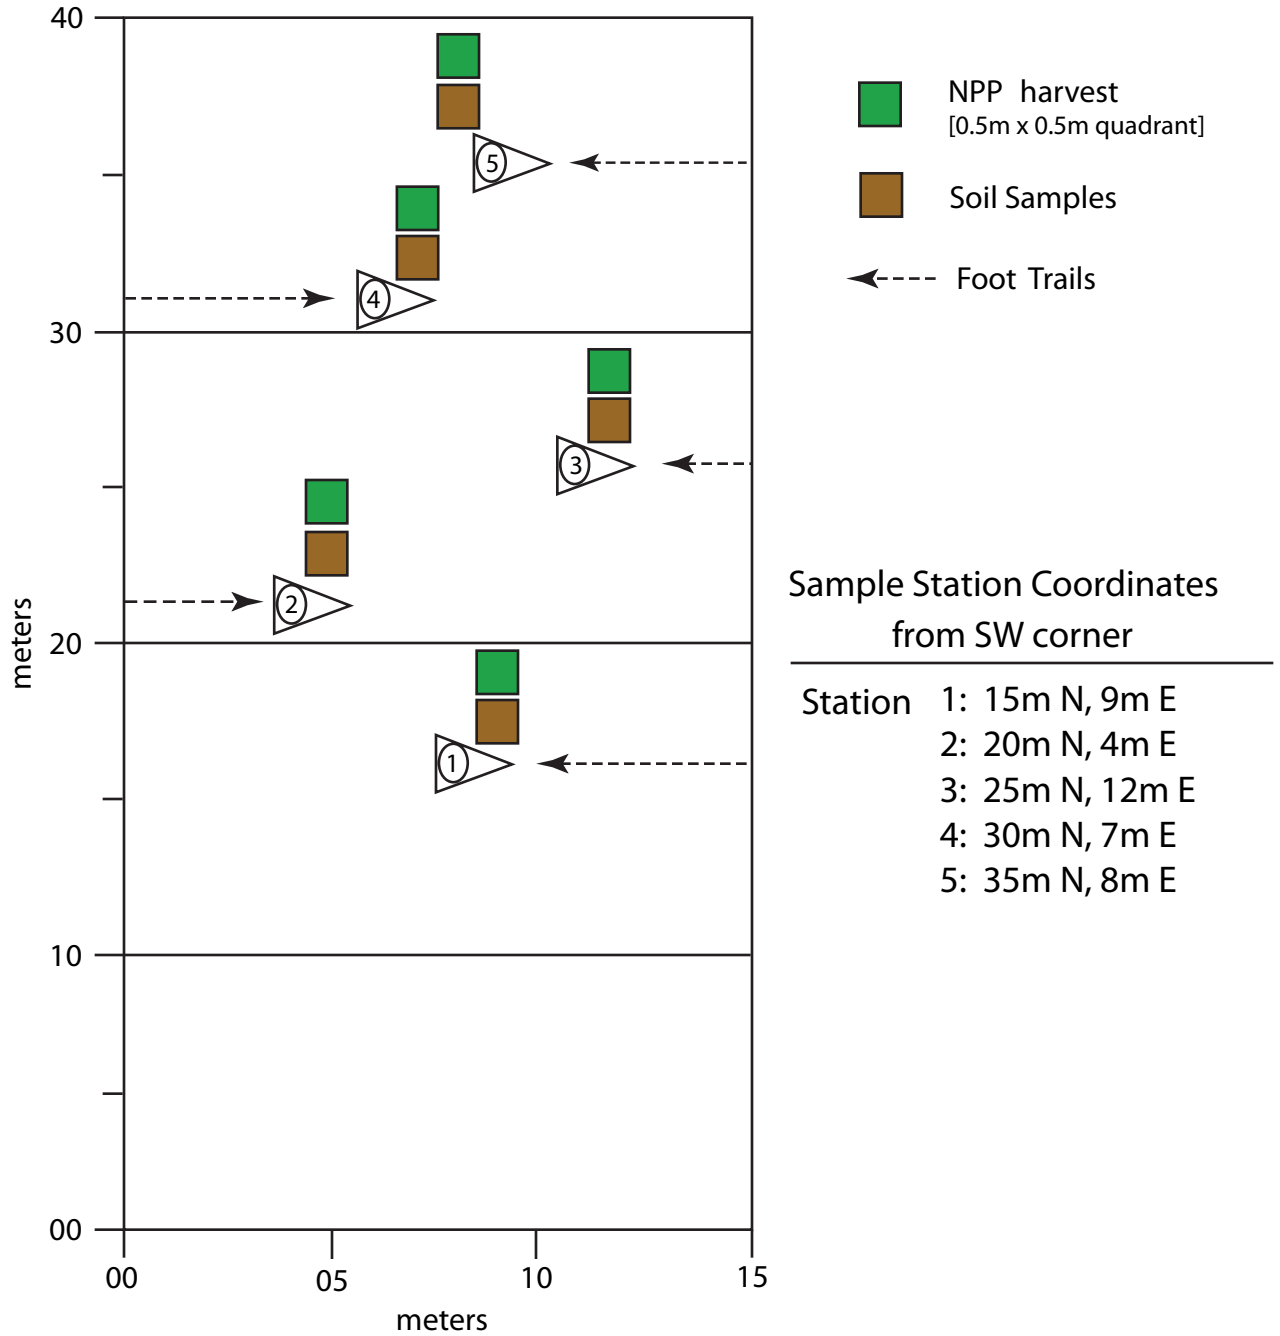 40
NPP harvest
[0.5m x 0.5m quadrant]
5
Soil Samples
4
Foot Trails
30
3
2
Sample Station Coordinates
from SW corner
meters
20
Station 1: 15m N, 9m E
2: 20m N, 4m E
1
3: 25m N, 12m E
4: 30m N, 7m E
5: 35m N, 8m E
10
00
00 05 10 15
meters